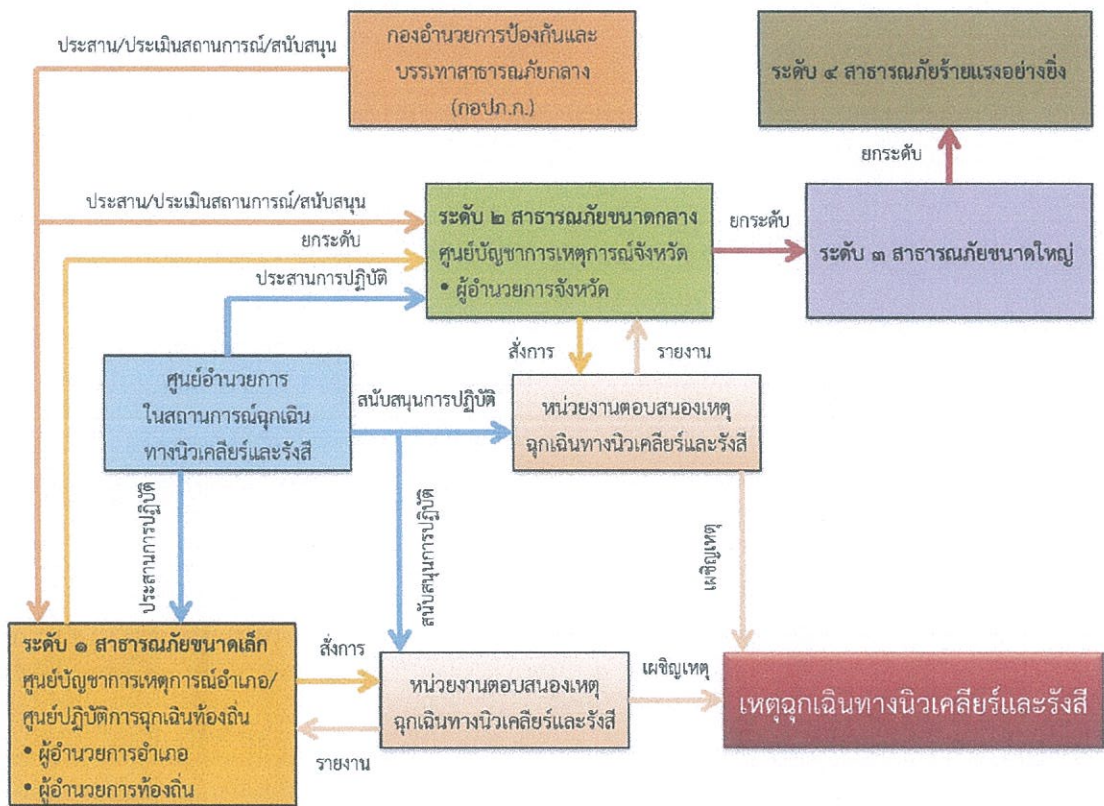 ประสาน/ประเมินสถานการณ์/สนับสนุน
กองอำนวยการป้องกันและ
บรรเทาสาธารณภัยกลาง
(กอปภ.ก.)
ระดับ ๔ สาธารณภัยร้ายแรงอย่างยิ่ง
ยกระดับ
ประสาน/ประเมินสถานการณ์/สนับสนุน
ยกระดับ
ประสานการปฏิบัติ
ระดับ ๒ สาธารณภัยขนาดกลาง
ศูนย์บัญชาการเหตุการณ์จังหวัด
• ผู้อำนวยการจังหวัด
ยกระดับ
ระดับ ๓ สาธารณภัยขนาดใหญ่
สั่งการ
รายงาน
ศูนย์อำนวยการ
ในสถานการณ์ฉุกเฉิน
ทางนิวเคลียร์และรังสี
สนับสนุนการปฏิบัติ
หน่วยงานตอบสนองเหตุ
ฉุกเฉินทางนิวเคลียร์และรังสี
ประสานการปฏิบัติ
สนับสนุนการปฏิบัติ
เผชิญเหตุ
ระดับ ๑ สาธารณภัยขนาดเล็ก
ศูนย์บัญชาการเหตุการณ์อำเภอ/
ศูนย์ปฏิบัติการฉุกเฉินท้องถิ่น
• ผู้อำนวยการอำเภอ
• ผู้อำนวยการท้องถิ่น
สั่งการ
รายงาน
หน่วยงานตอบสนองเหตุ
ฉุกเฉินทางนิวเคลียร์และรังสี
เผชิญเหตุ
เหตุฉุกเฉินทางนิวเคลียร์และรังสี